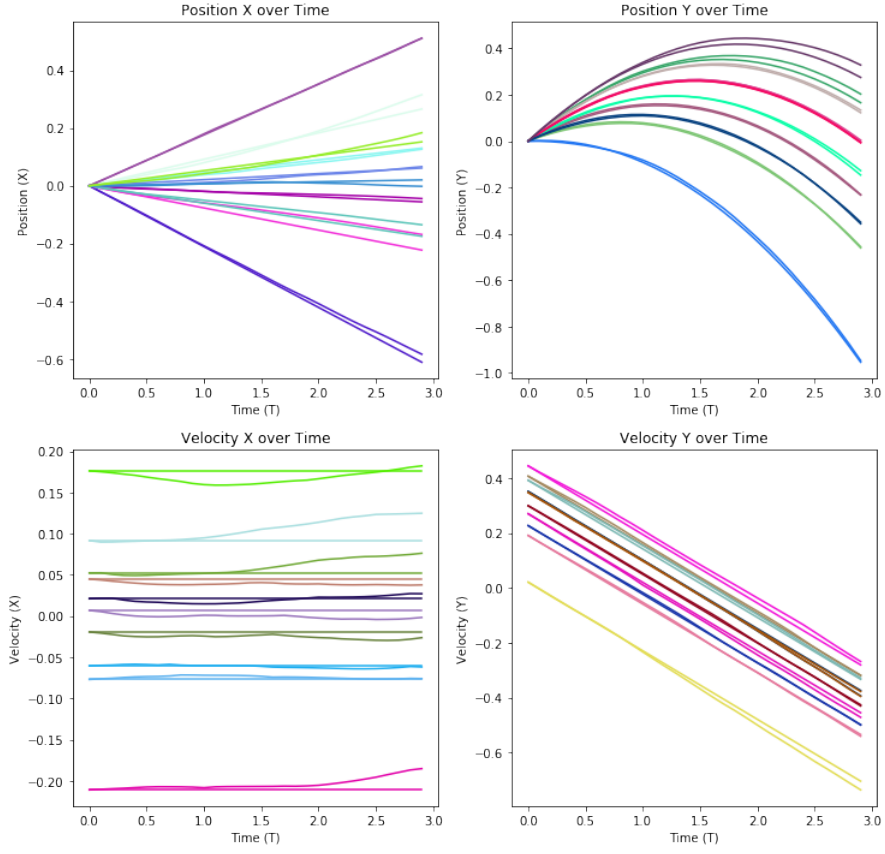 Position X over Time
Position (X)
0.4
0.2
0.0
−0.2
−0.4
−0.6
0.0 0.5 1.0 1.5 2.0 2.5 3.0
Time (T)
Position Y over Time
Position (Y)
0.4
0.2
0.0
−0.2
−0.4
−0.6
−0.8
−1.0
0.0 0.5 1.0 1.5 2.0 2.5 3.0
Time (T)
Velocity X over Time
Velocity (X)
0.20
0.15
0.10
0.05
0.00
−0.05
−0.10
−0.15
−0.20
0.0 0.5 1.0 1.5 2.0 2.5 3.0
Time (T)
Velocity Y over Time
Velocity (Y)
0.4
0.2
0.0
−0.2
−0.4
−0.6
0.0 0.5 1.0 1.5 2.0 2.5 3.0
Time (T)